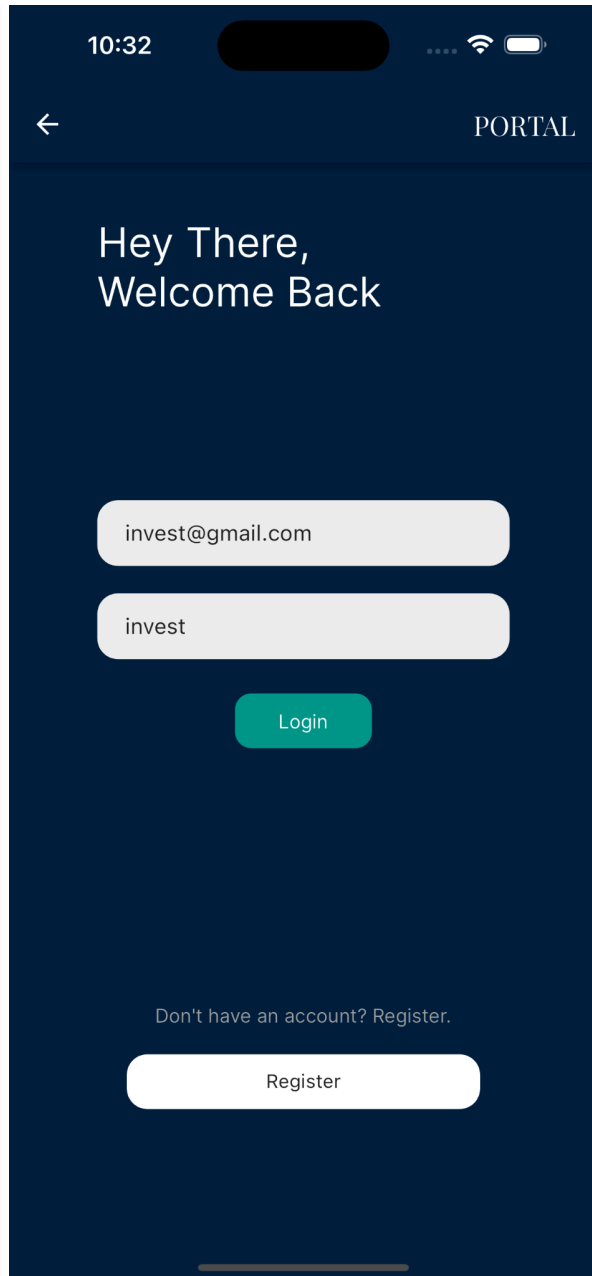 10:32
PORTAL
Hey There,
Welcome Back
invest@gmail.com
invest
Login
Don't have an account? Register.
Register